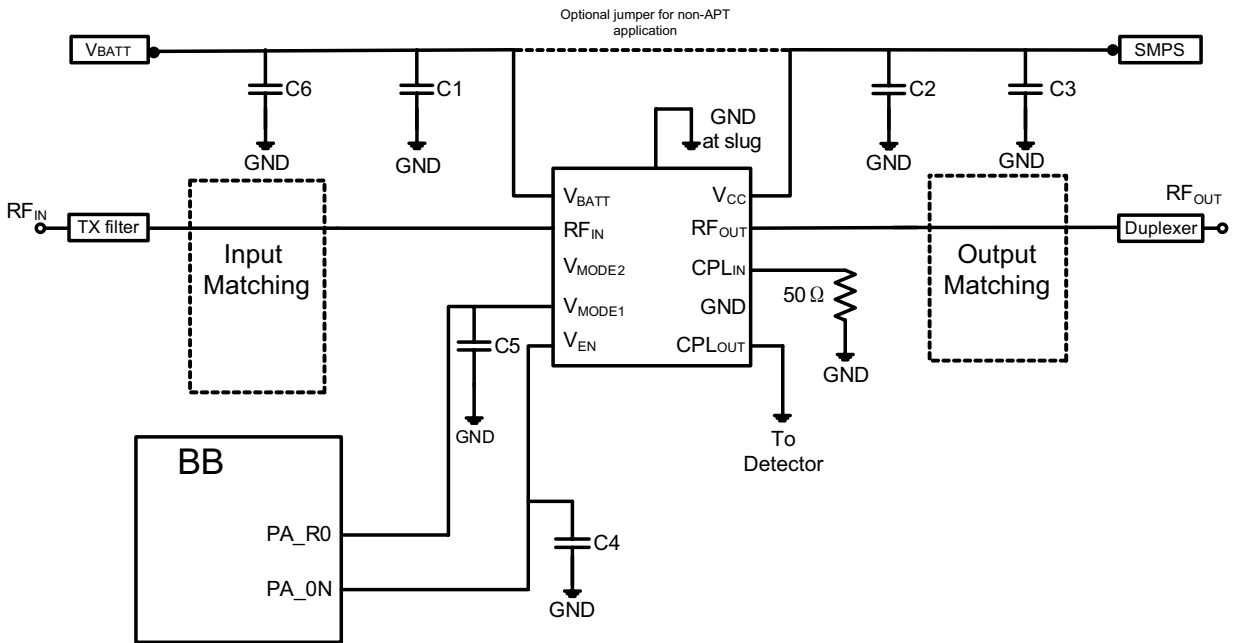 Optional jumper for non-APT
application
VBATT
SMPS
C6
C1
C2
C3
GND
at slug
GND
GND
GND
GND
VBATT
VCC
RFIN
TX filter
RFIN
RFOUT
Duplexer
RFOUT
Input
Matching
Output
Matching
VMODE2
CPLIN
VMODE1
GND
50 Ω
VEN
CPLOUT
C5
GND
GND
To
Detector
BB
PA_R0
C4
PA_0N
GND